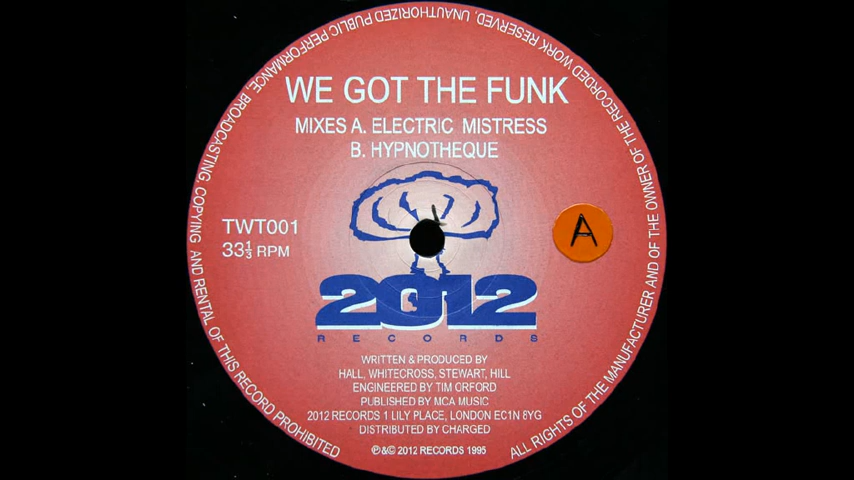 WE GOT THE FUNK
MIXES A. ELECTRIC MISTRESS
B. HYPNOTHEQUE
TWT001
33⅓ RPM
A
2012
RECORDS
WRITTEN & PRODUCED BY
HALL, WHITECROSS, STEWART, HILL
ENGINEERED BY TIM ORFORD
PUBLISHED BY MCA MUSIC
2012 RECORDS 1 LILY PLACE, LONDON EC1N 8YG
DISTRIBUTED BY CHARGED
℗&© 2012 RECORDS 1995
ALL RIGHTS OF THE MANUFACTURER AND OF THE OWNER OF THE RECORDED WORK RESERVED, UNAUTHORIZED PUBLIC PERFORMANCE, BROADCASTING, COPYING AND RENTAL OF THIS RECORD PROHIBITED